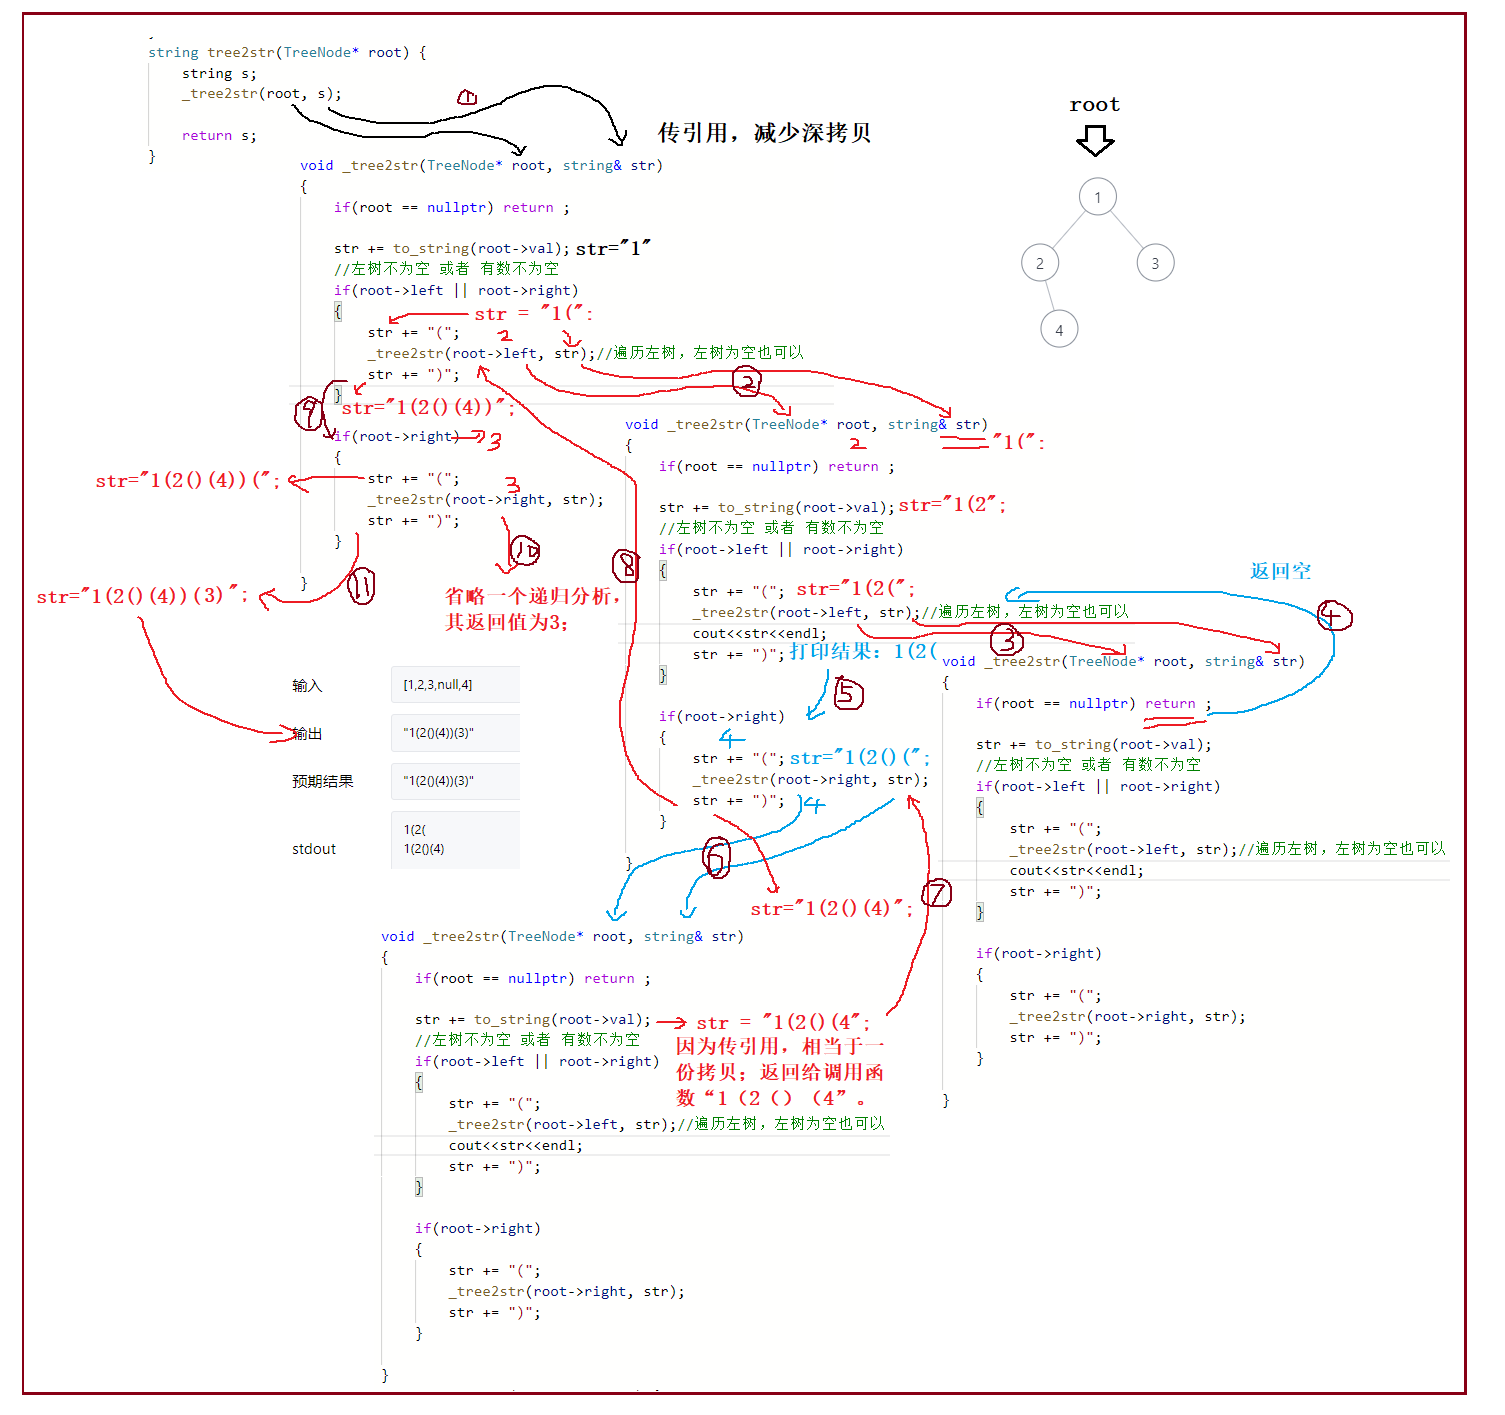 string tree2str(TreeNode* root) {
string s;
_tree2str(root, s);
return s;
}
①
传引用，减少深拷贝
root
1
2
3
4
void _tree2str(TreeNode* root, string& str)
{
if(root == nullptr) return ;
str += to_string(root->val); str="1"
//左树不为空 或者 有数不为空
if(root->left || root->right)
{
str = "1(":
str += "(";
2
_tree2str(root->left, str);//遍历左树，左树为空也可以
str += ")";
}
str="1(2()(4))";
②
⑨
if(root->right)
3
{
str="1(2()(4))(";
str += "(";
3
_tree2str(root->right, str);
str += ")";
}
}
⑩
⑪
省略一个递归分析，
其返回值为3；
str="1(2()(4))(3)";
输入
[1,2,3,null,4]
输出
"1(2()(4))(3)"
预期结果
"1(2()(4))(3)"
stdout
1(2(
1(2()(4)
void _tree2str(TreeNode* root, string& str)
2
"1(":
{
if(root == nullptr) return ;
str += to_string(root->val); str="1(2";
//左树不为空 或者 有数不为空
if(root->left || root->right)
{
str += "("; str="1(2(";
_tree2str(root->left, str);//遍历左树，左树为空也可以
cout<<str<<endl;
str += ")"; 打印结果：1(2(
}
⑧
③
⑤
if(root->right)
{
4
str += "("; str="1(2()(";
_tree2str(root->right, str);
str += ")";
4
}
}
⑥
str="1(2()(4)";
⑦
返回空
④
void _tree2str(TreeNode* root, string& str)
{
if(root == nullptr) return ;
str += to_string(root->val);
//左树不为空 或者 有数不为空
if(root->left || root->right)
{
str += "(";
_tree2str(root->left, str);//遍历左树，左树为空也可以
cout<<str<<endl;
str += ")";
}
if(root->right)
{
str += "(";
_tree2str(root->right, str);
str += ")";
}
}
void _tree2str(TreeNode* root, string& str)
{
if(root == nullptr) return ;
str += to_string(root->val);
str = "1(2()(4";
//左树不为空 或者 有数不为空
因为传引用，相当于一
份拷贝；返回给调用函
数“1（2（）（4”。
if(root->left || root->right)
{
str += "(";
_tree2str(root->left, str);//遍历左树，左树为空也可以
cout<<str<<endl;
str += ")";
}
if(root->right)
{
str += "(";
_tree2str(root->right, str);
str += ")";
}
}